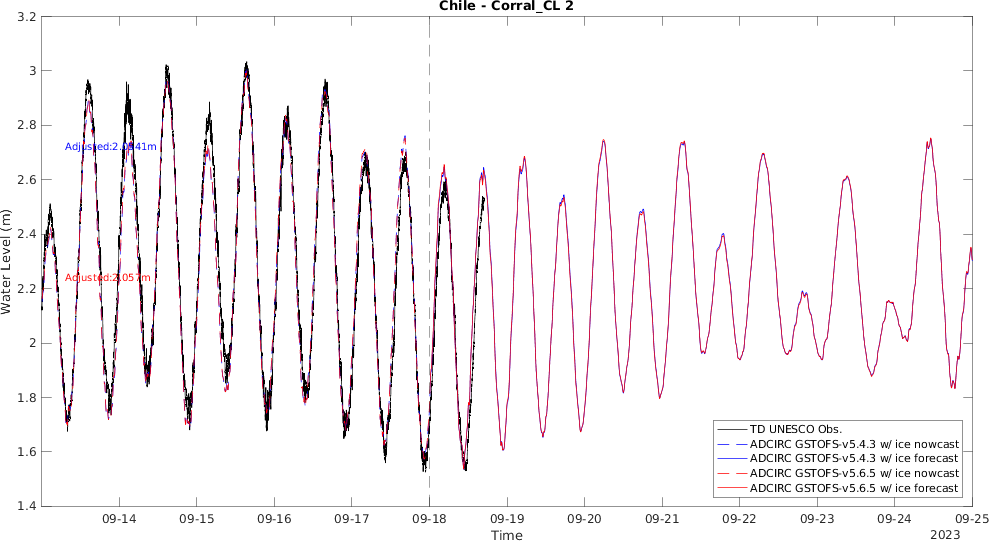 Chile - Corral_CL 2
3.2
3
2.8
2.6
2.4
2.2
2
1.8
1.6
1.4
Water Level (m)
Adjusted:2.0941m
Adjusted:2.057m
09-14
09-15
09-16
09-17
09-18
09-19
09-20
09-21
09-22
09-23
09-24
09-25
Time
2023
TD UNESCO Obs.
ADCIRC GSTOFS-v5.4.3 w/ ice nowcast
ADCIRC GSTOFS-v5.4.3 w/ ice forecast
ADCIRC GSTOFS-v5.6.5 w/ ice nowcast
ADCIRC GSTOFS-v5.6.5 w/ ice forecast